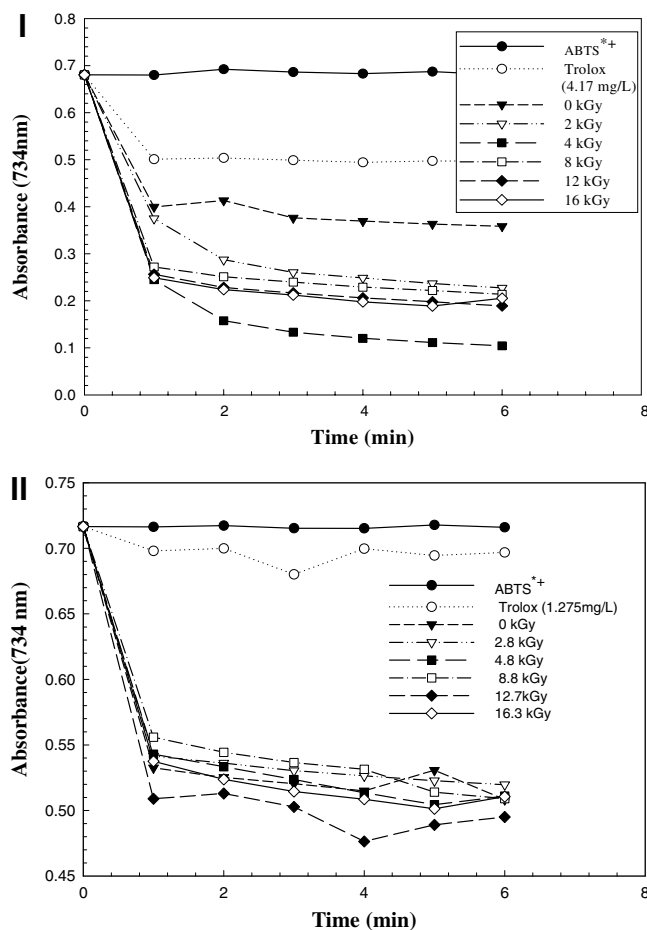 I
Absorbance (734nm)
0.8
0.7
0.6
0.5
0.4
0.3
0.2
0.1
0.0
0
2
4
6
8
Time (min)
ABTS*+
Trolox
(4.17 mg/L)
0 kGy
2 kGy
4 kGy
8 kGy
12 kGy
16 kGy
II
Absorbance(734 nm)
0.75
0.70
0.65
0.60
0.55
0.50
0.45
0
2
4
6
8
Time (min)
ABTS*+
Trolox (1.275mg/L)
0 kGy
2.8 kGy
4.8 kGy
8.8 kGy
12.7kGy
16.3 kGy